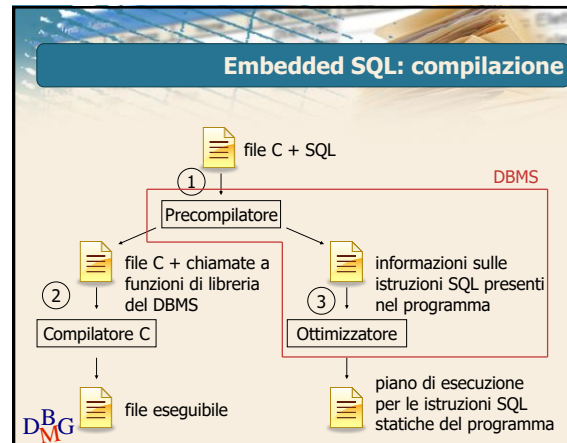 Embedded SQL: compilazione
file C + SQL
1
DBMS
Precompilatore
file C + chiamate a
funzioni di libreria
del DBMS
informazioni sulle
istruzioni SQL presenti
nel programma
2
3
Compilatore C
Ottimizzatore
file eseguibile
piano di esecuzione
per le istruzioni SQL
statiche del programma
DBMG